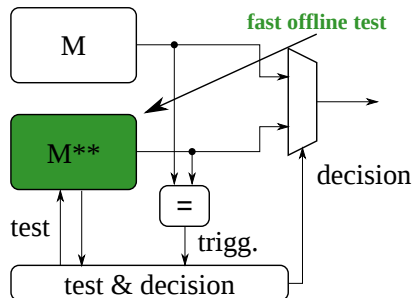 fast offline test
M
M**
decision
=
test
trigg.
test & decision